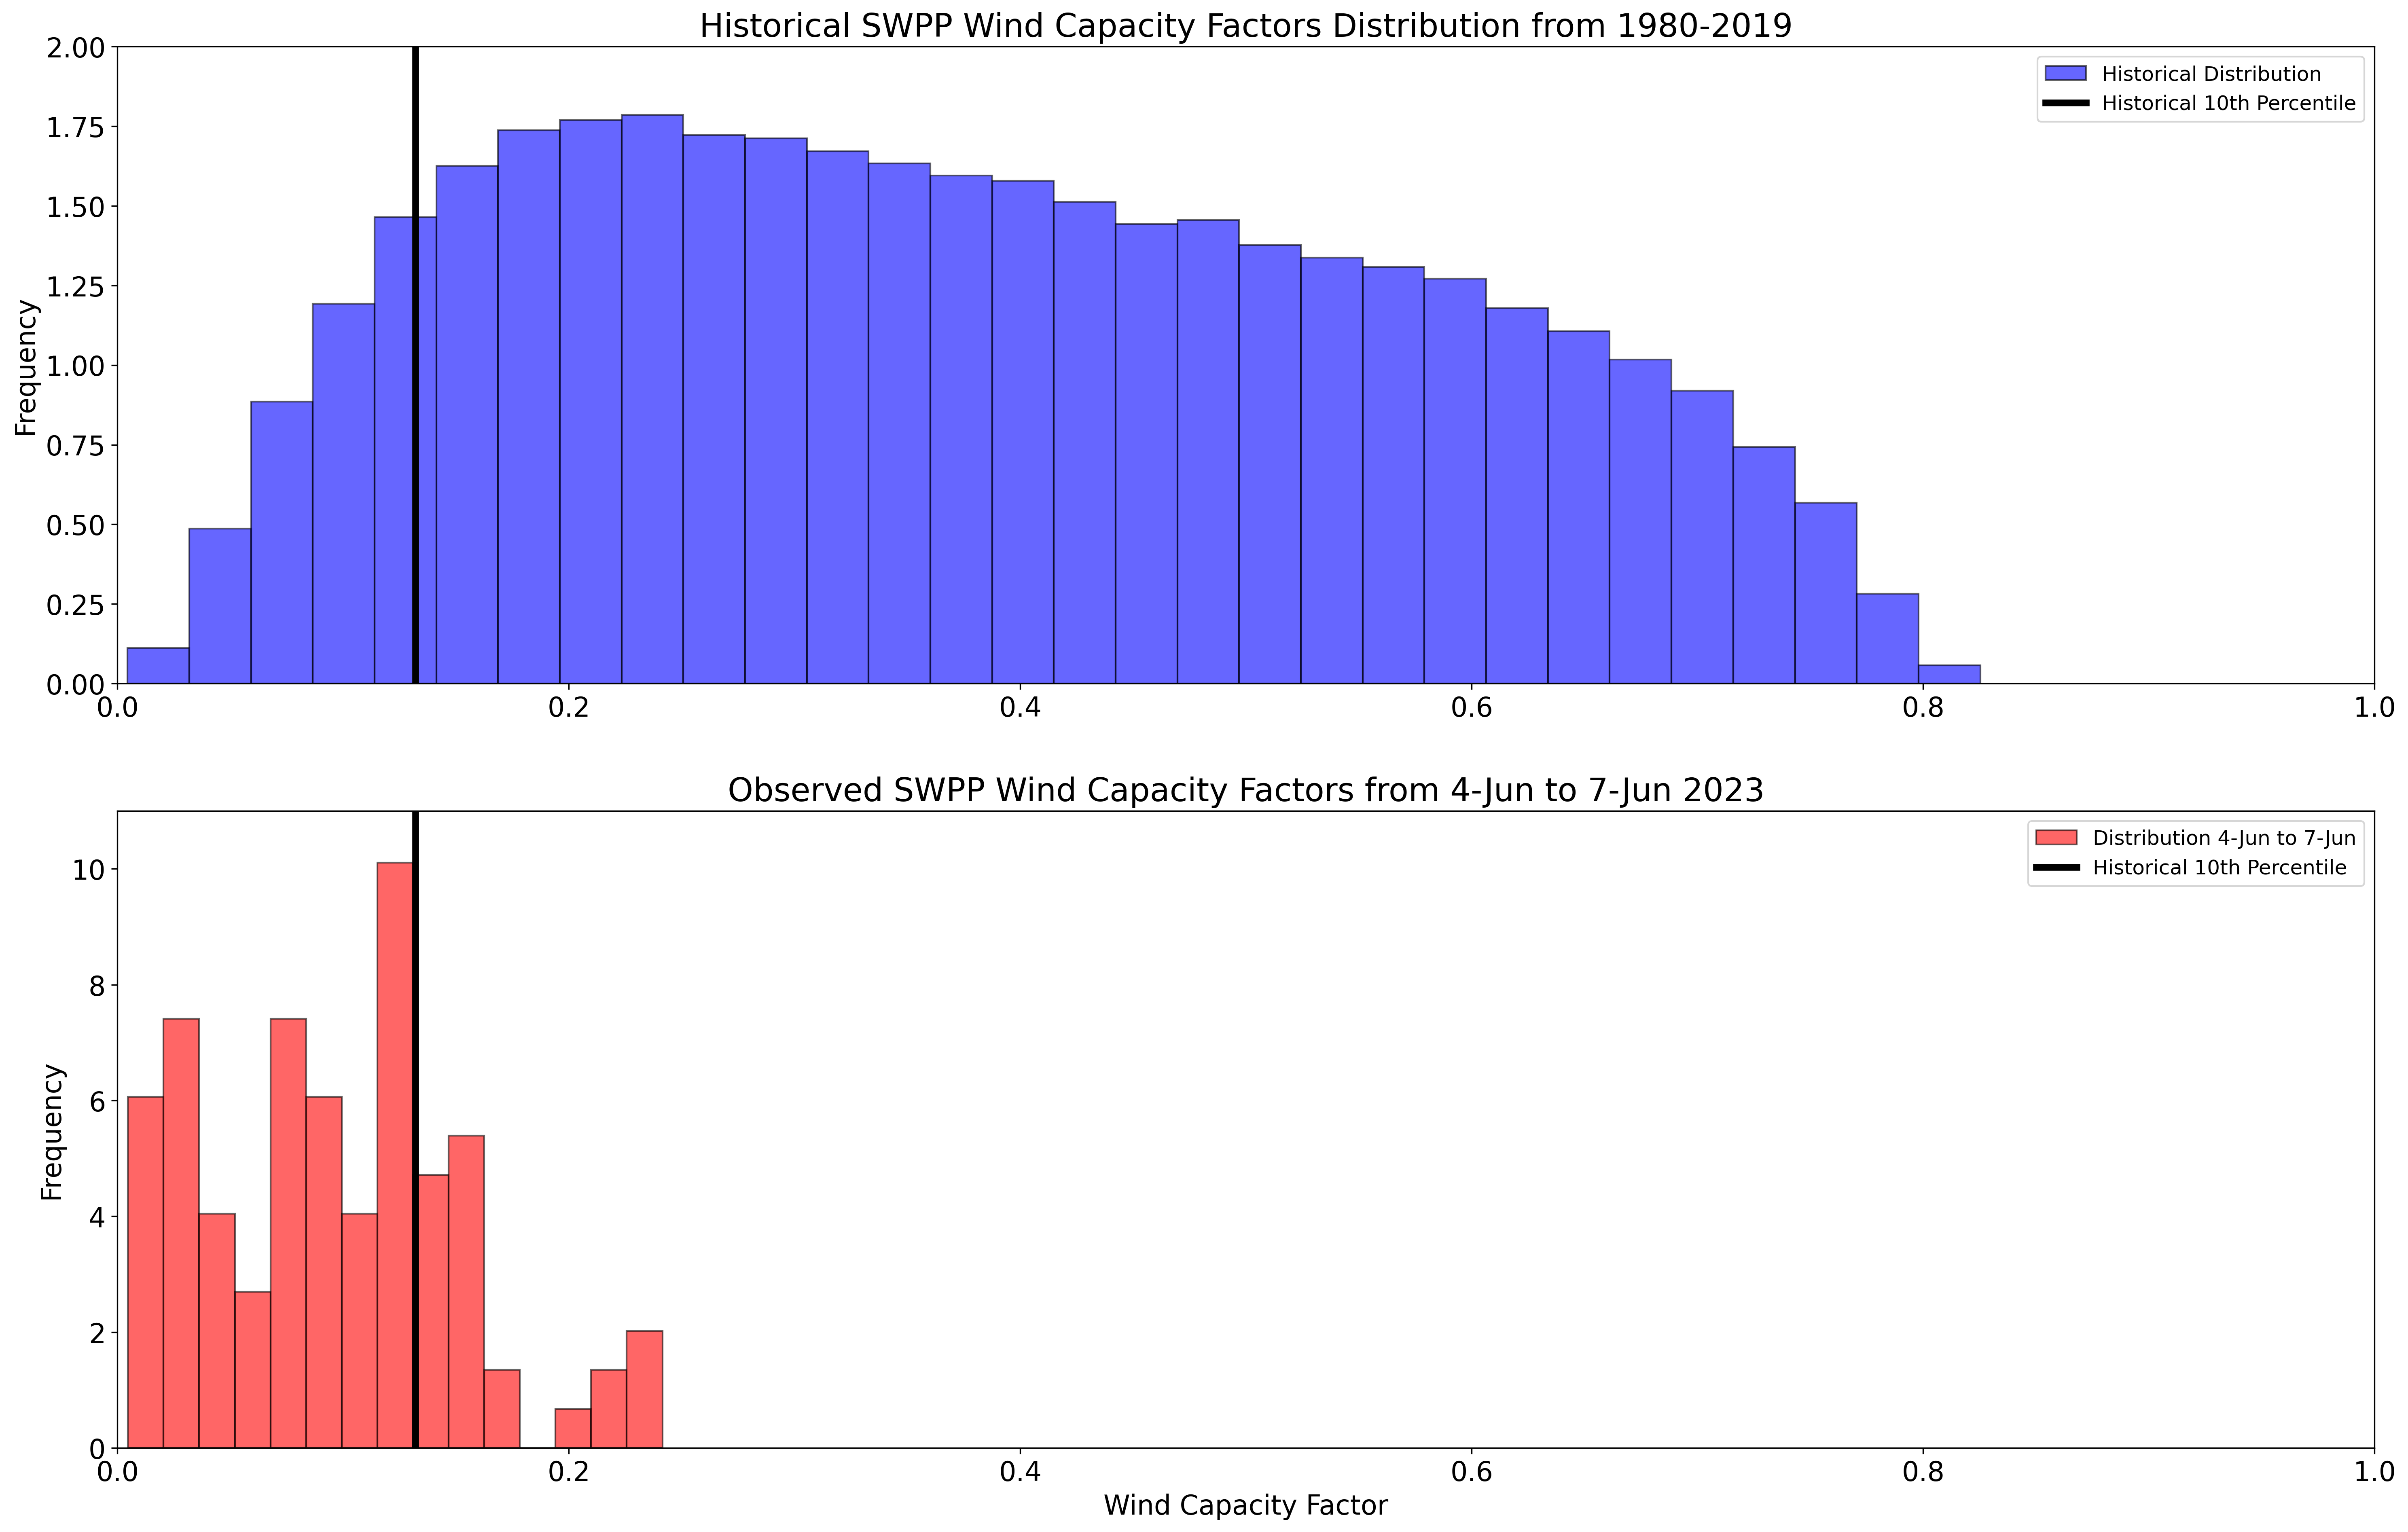 Historical SWPP Wind Capacity Factors Distribution from 1980-2019
2.00
1.75
1.50
1.25
1.00
0.75
0.50
0.25
0.00
Frequency
Historical Distribution
Historical 10th Percentile
0.0 0.2 0.4 0.6 0.8 1.0
Observed SWPP Wind Capacity Factors from 4-Jun to 7-Jun 2023
10
8
6
4
2
0
Frequency
Distribution 4-Jun to 7-Jun
Historical 10th Percentile
0.0 0.2 0.4 0.6 0.8 1.0
Wind Capacity Factor